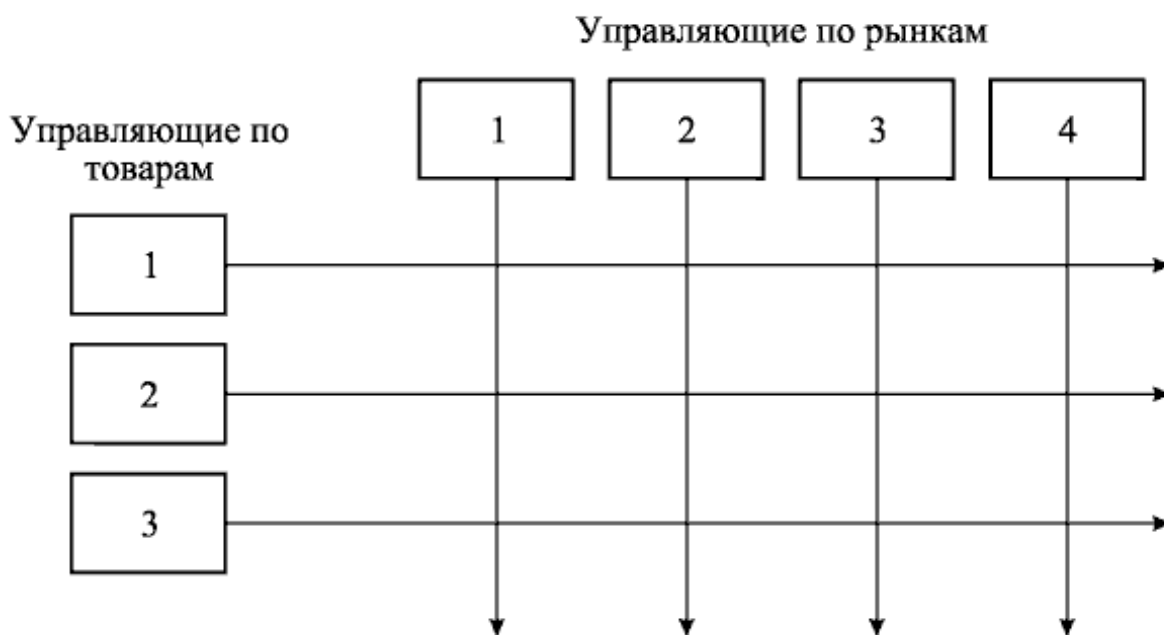 Управляющие по рынкам
1 2 3 4
Управляющие по
товарам
1
2
3